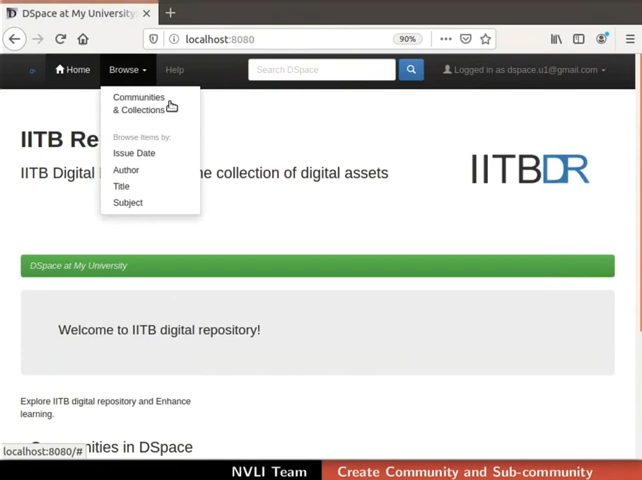 DSpace at My University
localhost:8080
90%
Home
Browse
Help
Search DSpace
Logged in as dspace.u1@gmail.com
Communities
& Collections
Browse Items by:
Issue Date
Author
Title
Subject
IITB Re
IITB Digital
he collection of digital assets
IITBDR
DSpace at My University
Welcome to IITB digital repository!
Explore IITB digital repository and Enhance
learning.
nities in DSpace
localhost:8080/#
NVLI Team
Create Community and Sub-community